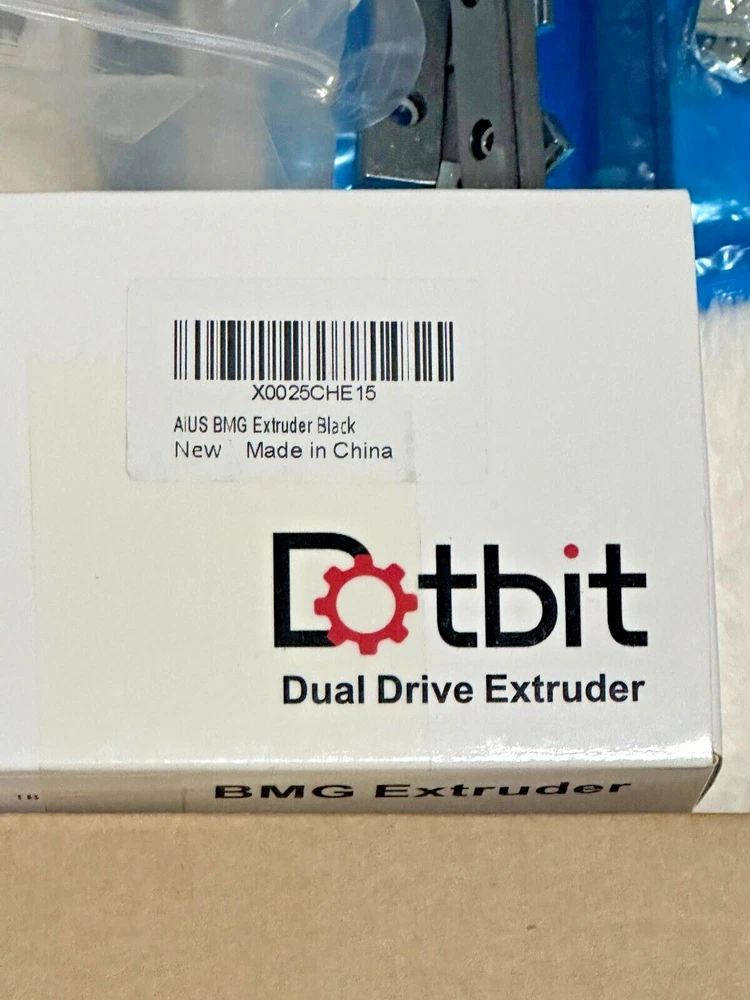 X0025CHE15
AiUS BMG Extruder Black
New Made in China
Dotbit
Dual Drive Extruder
BMG Extruder